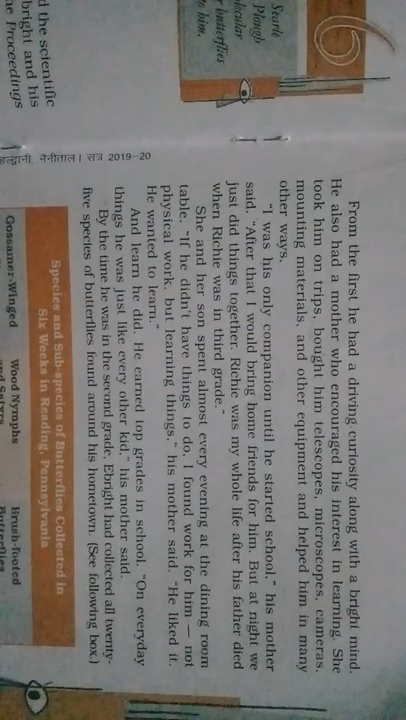 Searle
Plough
lecular
r butterflies
to him.
d the scientific
bright and his
he Proceedings
हल्द्वानी, नैनीताल। सत्र 2019-20
From the first he had a driving curiosity along with a bright mind.
He also had a mother who encouraged his interest in learning. She
took him on trips, bought him telescopes, microscopes, cameras,
mounting materials, and other equipment and helped him in many
other ways.
“I was his only companion until he started school,” his mother
said. “After that I would bring home friends for him. But at night we
just did things together. Richie was my whole life after his father died
when Richie was in third grade.”
She and her son spent almost every evening at the dining room
table. “If he didn’t have things to do, I found work for him — not
physical work, but learning things,” his mother said. “He liked it.
He wanted to learn.”
And learn he did. He earned top grades in school. “On everyday
things he was just like every other kid,” his mother said.
By the time he was in the second grade, Ebright had collected all twenty-
five species of butterflies found around his hometown. (See following box.)
Species and Sub-species of Butterflies Collected in
Six Weeks in Reading, Pennsylvania
Gossamer-Winged Wood Nymphs Brush-footed
and Satyrs Butterflies